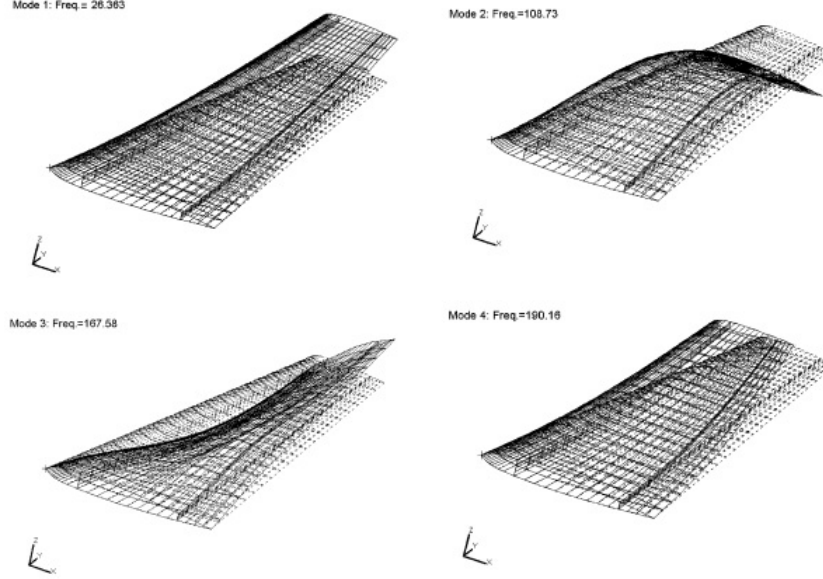 Mode 1: Freq.= 26.363
Mode 2: Freq.=108.73
Z
Y
X
Z
Y
X
Mode 3: Freq.=167.58
Mode 4: Freq.=190.16
Z
Y
X
Z
Y
X